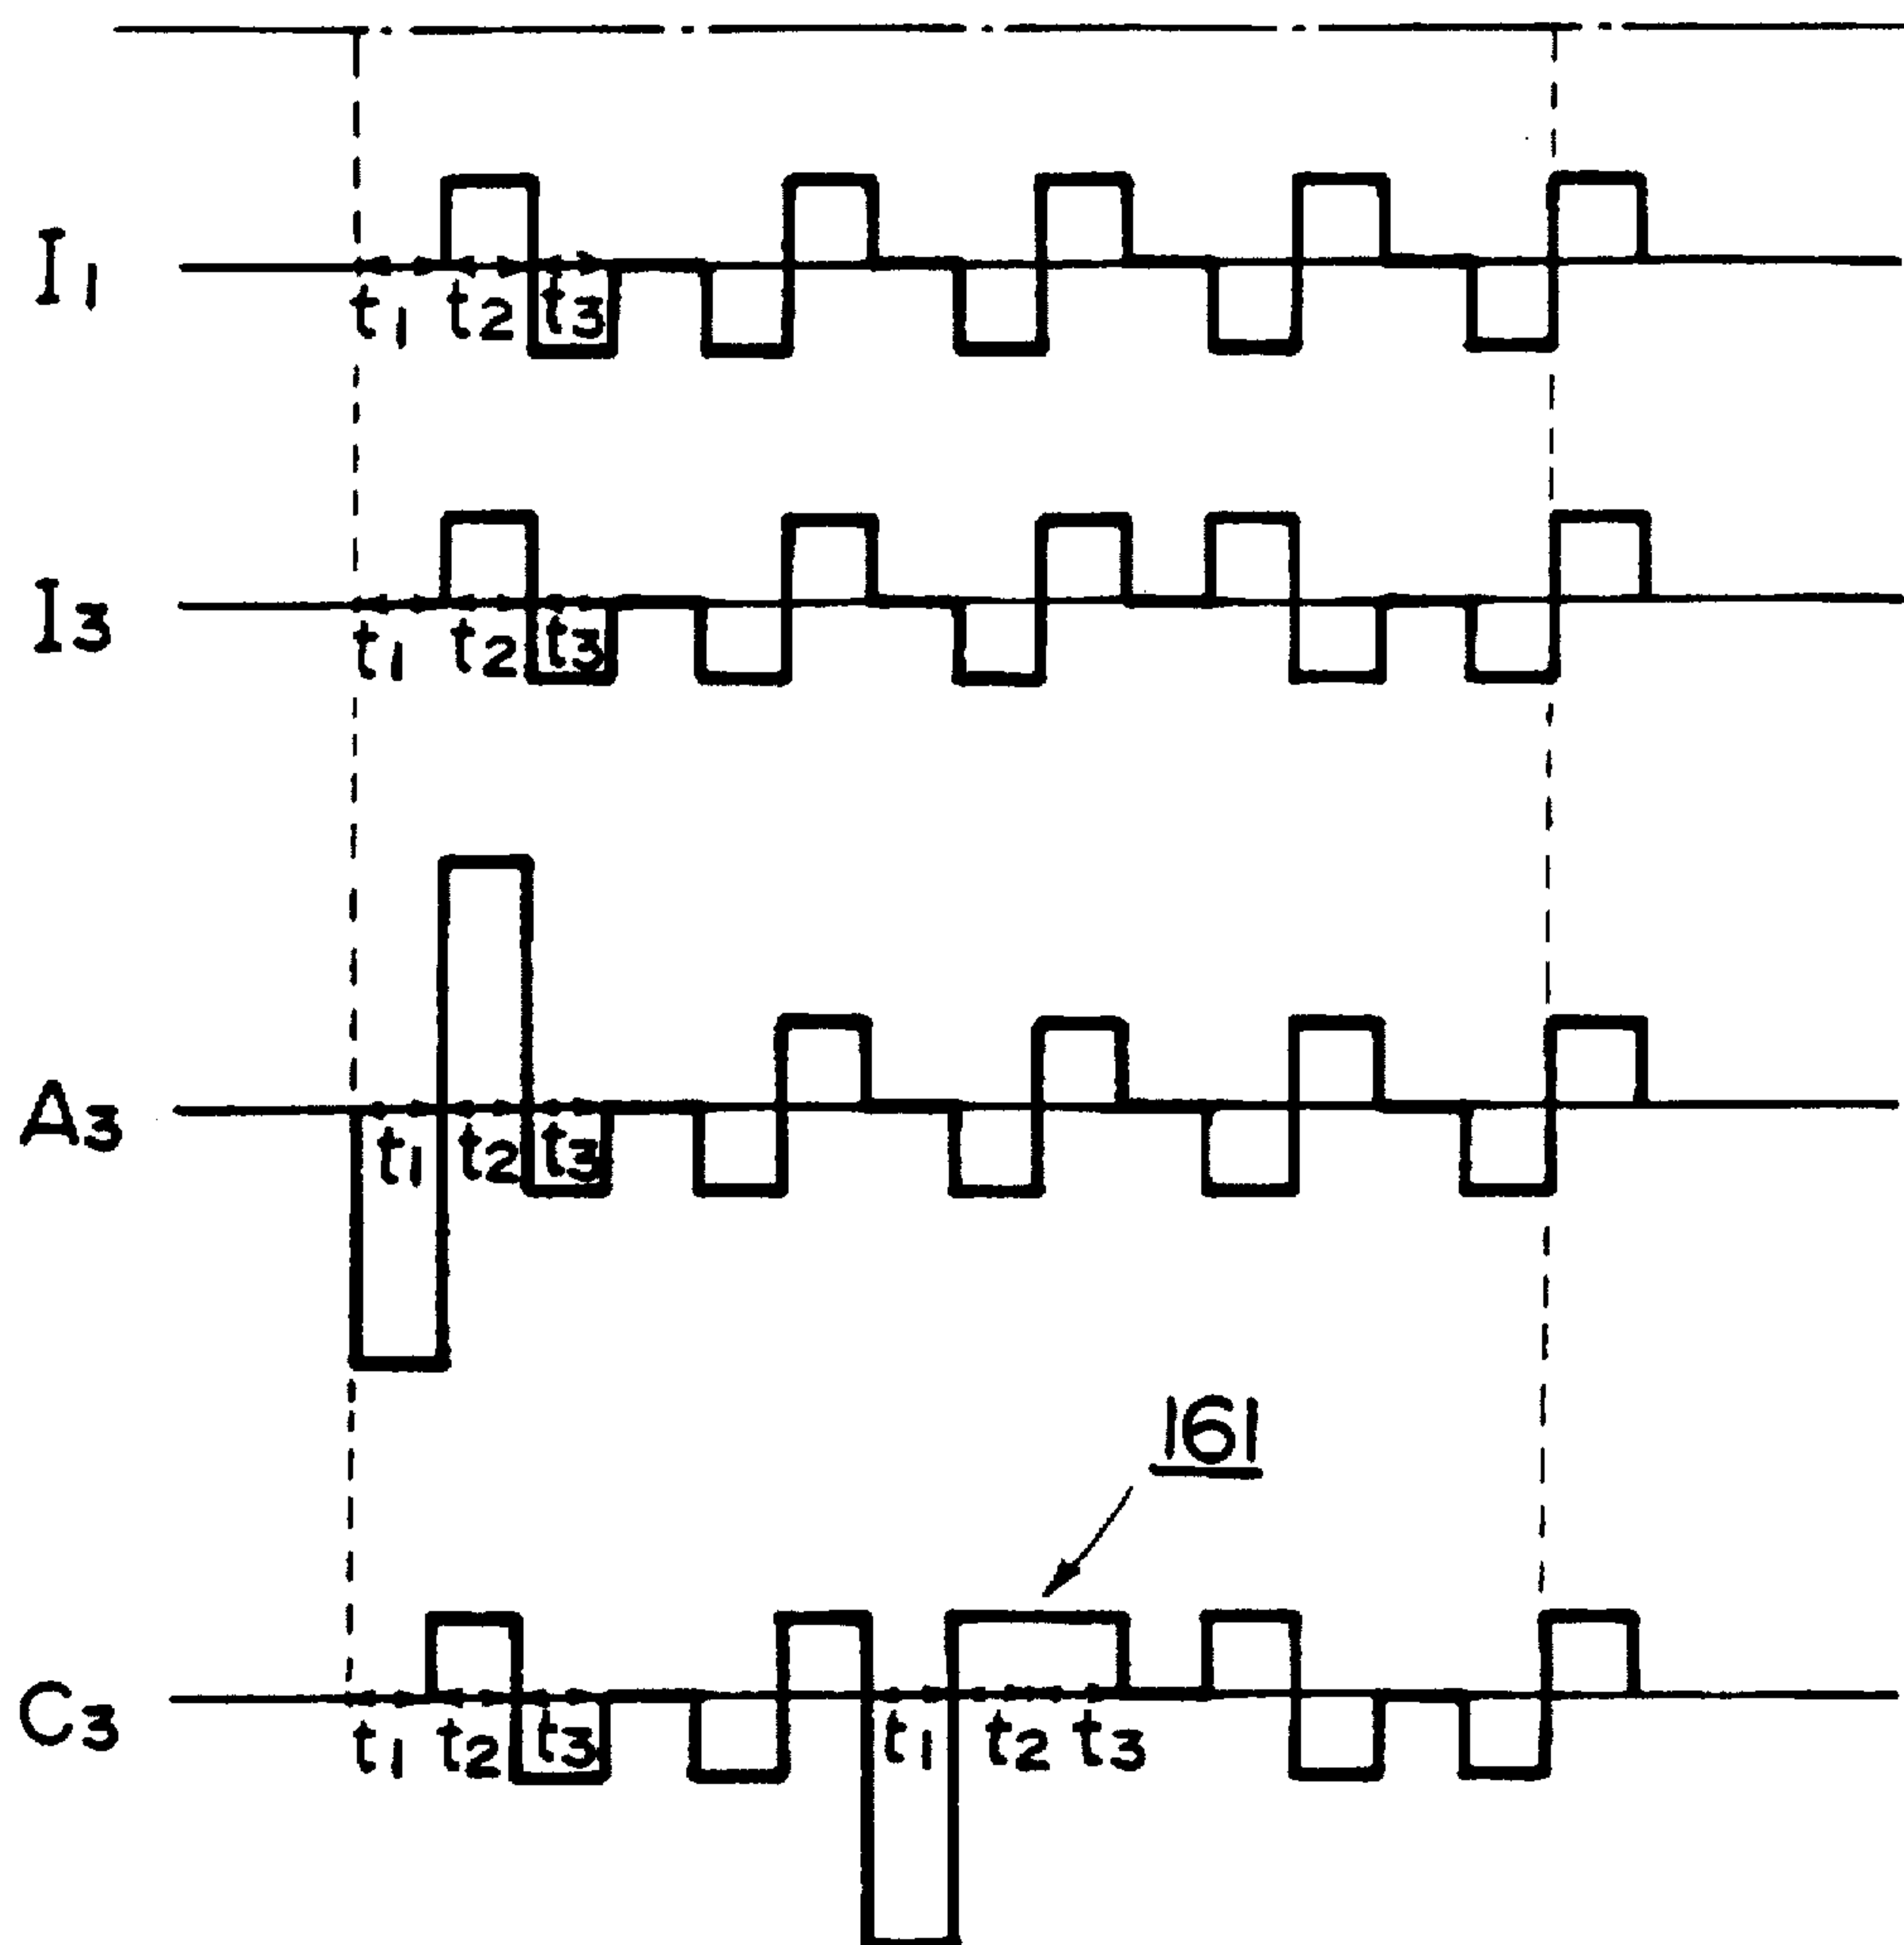 I₁
t₁ t₂ t₃
I₃
t₁ t₂ t₃
A₃
t₁ t₂ t₃
161
C₃
t₁ t₂ t₃ t₁ t₂ t₃